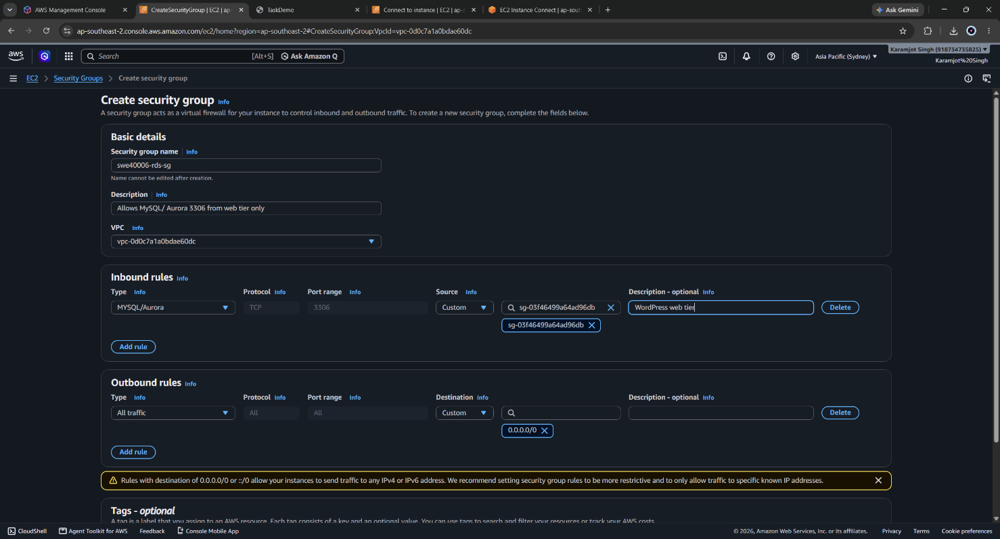 AWS Management Console
CreateSecurityGroup | EC2 | ap-
TaskDemo
Connect to instance | EC2 | ap-s
EC2 Instance Connect | ap-sout
Ask Gemini
ap-southeast-2.console.aws.amazon.com/ec2/home?region=ap-southeast-2#CreateSecurityGroup:VpcId=vpc-0d0c7a1a0bdae60dc
aws
Search [Alt+S] Ask Amazon Q
Asia Pacific (Sydney)
Karamjot Singh (918734735825)
Karamjot%20Singh
EC2 Security Groups Create security group
Create security group Info
A security group acts as a virtual firewall for your instance to control inbound and outbound traffic. To create a new security group, complete the fields below.
Basic details
Security group name Info
swe40006-rds-sg
Name cannot be edited after creation.
Description Info
Allows MySQL/ Aurora 3306 from web tier only
VPC Info
vpc-0d0c7a1a0bdae60dc
Inbound rules Info
Type Info Protocol Info Port range Info Source Info Description - optional Info
MYSQL/Aurora TCP 3306 Custom sg-03f46499a64ad96db WordPress web tier Delete
sg-03f46499a64ad96db
Add rule
Outbound rules Info
Type Info Protocol Info Port range Info Destination Info Description - optional Info
All traffic All All Custom Delete
0.0.0.0/0
Add rule
Rules with destination of 0.0.0.0/0 or ::/0 allow your instances to send traffic to any IPv4 or IPv6 address. We recommend setting security group rules to be more restrictive and to only allow traffic to specific known IP addresses.
Tags - optional
A tag is a label that you assign to an AWS resource. Each tag consists of a key and an optional value. You can use tags to search and filter your resources or track your AWS costs.
CloudShell Agent Toolkit for AWS Feedback Console Mobile App © 2026, Amazon Web Services, Inc. or its affiliates. Privacy Terms Cookie preferences